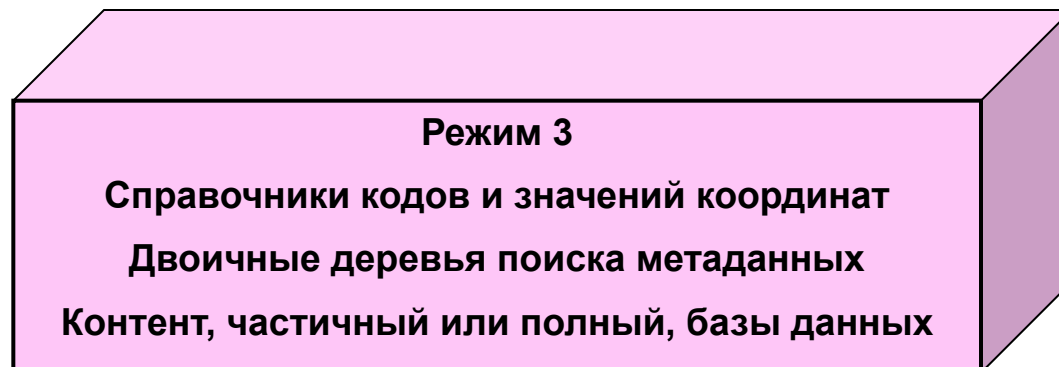 Режим 3
Справочники кодов и значений координат
Двоичные деревья поиска метаданных
Контент, частичный или полный, базы данных